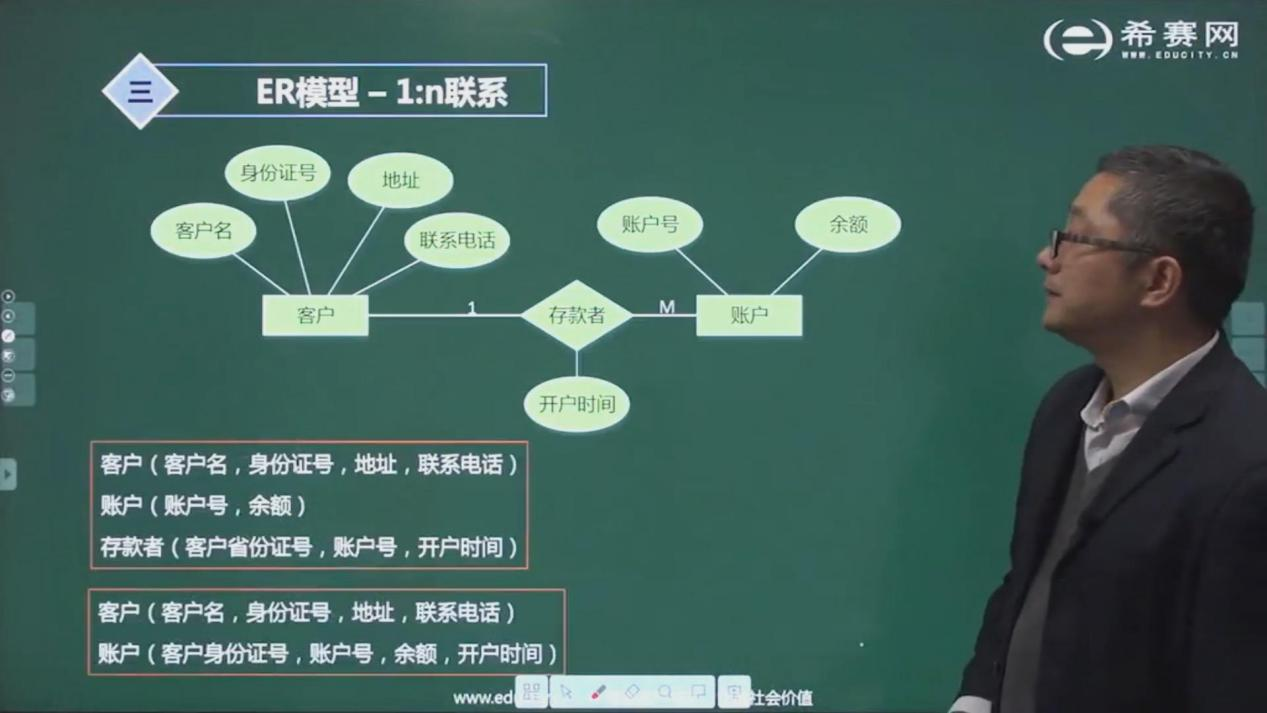 希赛网
WWW.EDUCITY.CN
三
ER模型 – 1:n联系
身份证号
地址
客户名
联系电话
账户号
余额
客户
1
存款者
M
账户
开户时间
客户（客户名，身份证号，地址，联系电话）
账户（账户号，余额）
存款者（客户省份证号，账户号，开户时间）
客户（客户名，身份证号，地址，联系电话）
账户（客户身份证号，账户号，余额，开户时间）
社会价值